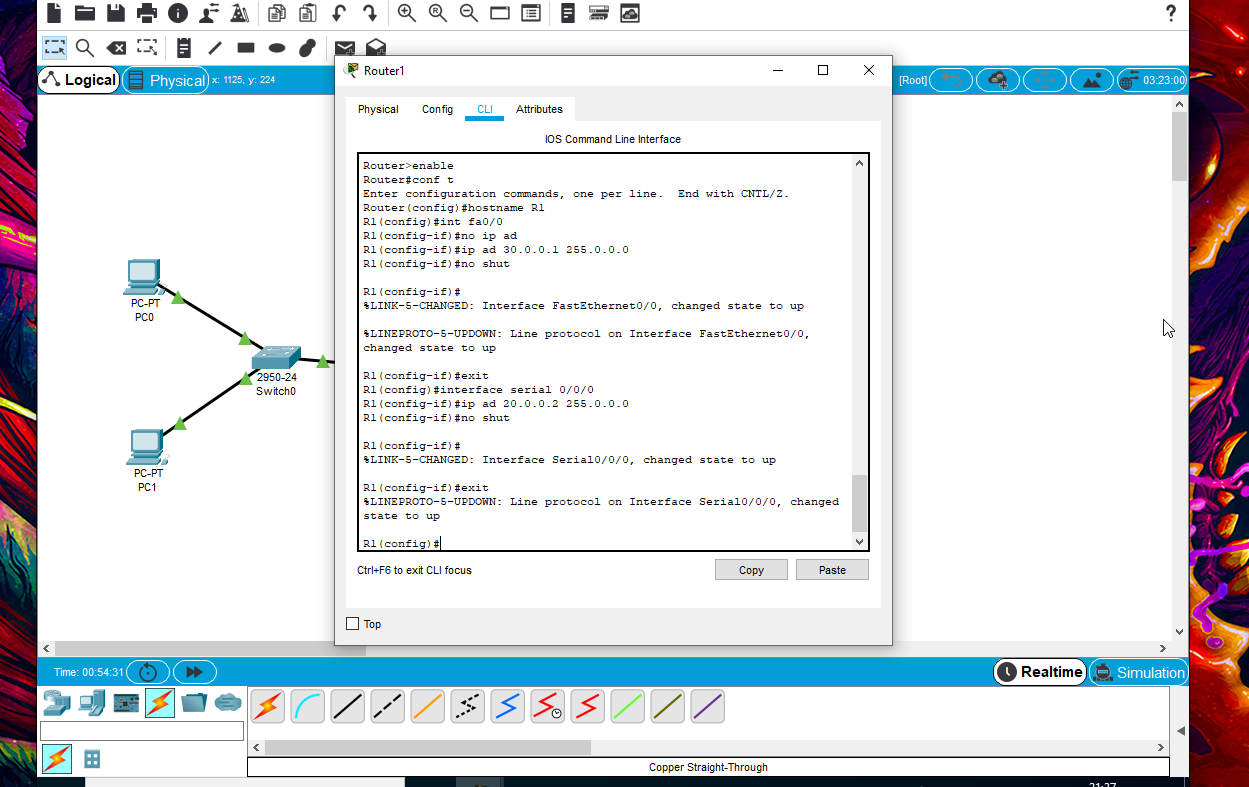 ?
Logical
Physical
x: 1125, y: 224
[Root]
03:23:00
Router1
Physical
Config
CLI
Attributes
IOS Command Line Interface
Router>enable
Router#conf t
Enter configuration commands, one per line.  End with CNTL/Z.
Router(config)#hostname R1
R1(config)#int fa0/0
R1(config-if)#no ip ad
R1(config-if)#ip ad 30.0.0.1 255.0.0.0
R1(config-if)#no shut
R1(config-if)#
%LINK-5-CHANGED: Interface FastEthernet0/0, changed state to up
%LINEPROTO-5-UPDOWN: Line protocol on Interface FastEthernet0/0,
changed state to up
R1(config-if)#exit
R1(config)#interface serial 0/0/0
R1(config-if)#ip ad 20.0.0.2 255.0.0.0
R1(config-if)#no shut
R1(config-if)#
%LINK-5-CHANGED: Interface Serial0/0/0, changed state to up
R1(config-if)#exit
%LINEPROTO-5-UPDOWN: Line protocol on Interface Serial0/0/0, changed
state to up
R1(config)#
Ctrl+F6 to exit CLI focus
Copy
Paste
Top
PC-PT
PC0
2950-24
Switch0
PC-PT
PC1
Time: 00:54:31
Realtime
Simulation
Copper Straight-Through